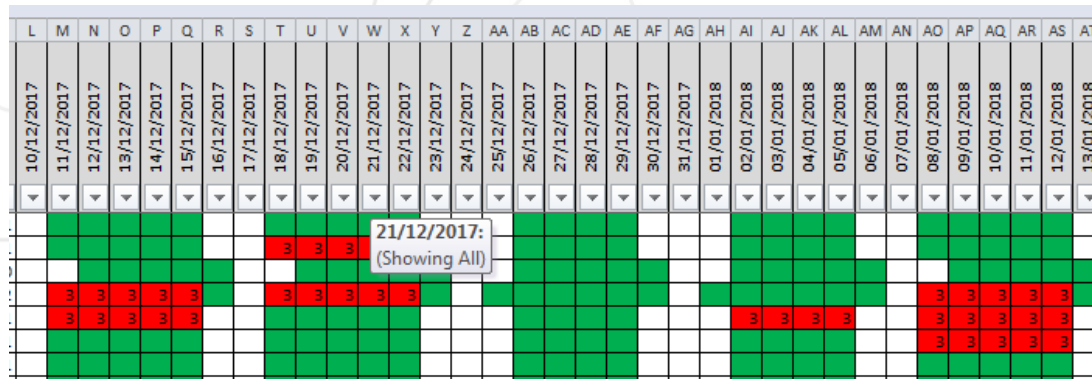 L M N O P Q R S T U V W X Y Z AA AB AC AD AE AF AG AH AI AJ AK AL AM AN AO AP AQ AR AS AT
10/12/2017 11/12/2017 12/12/2017 13/12/2017 14/12/2017 15/12/2017 16/12/2017 17/12/2017 18/12/2017 19/12/2017 20/12/2017 21/12/2017 22/12/2017 23/12/2017 24/12/2017 25/12/2017 26/12/2017 27/12/2017 28/12/2017 29/12/2017 30/12/2017 31/12/2017 01/01/2018 02/01/2018 03/01/2018 04/01/2018 05/01/2018 06/01/2018 07/01/2018 08/01/2018 09/01/2018 10/01/2018 11/01/2018 12/01/2018 13/01/2018
21/12/2017:
(Showing All)
3 3 3
3 3 3 3 3 3 3 3 3 3 3 3 3 3 3
3 3 3 3 3 3 3 3 3 3 3 3 3 3
3 3 3 3 3